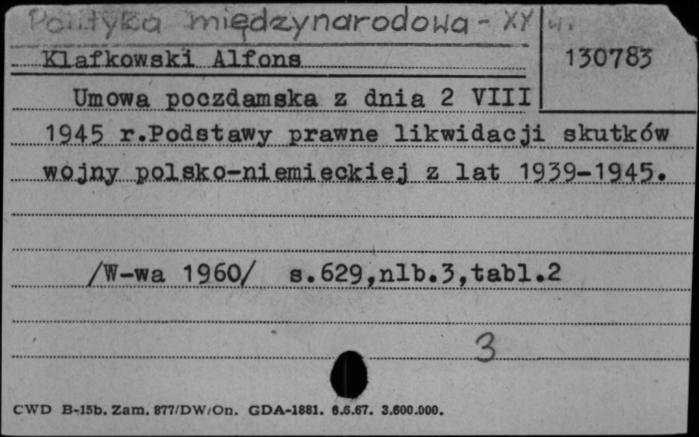 Polityka międzynarodowa - XX w.
Klafkowski Alfons
130783
Umowa poczdamska z dnia 2 VIII
1945 r.Podstawy prawne likwidacji skutków
wojny polsko-niemieckiej z lat 1939-1945.
/W-wa 1960/ s.629,nlb.3,tabl.2
3
CWD B-15b. Zam. 877/DW/On. GDA-1881. 6.6.67. 3.600.000.